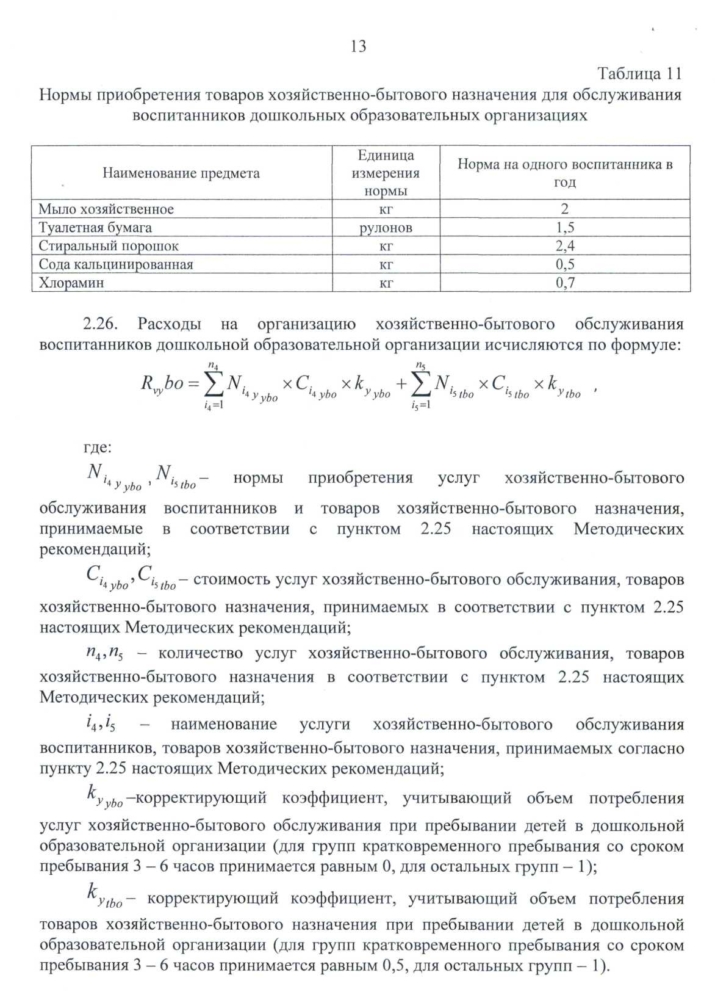 13
Таблица 11
Нормы приобретения товаров хозяйственно-бытового назначения для обслуживания
воспитанников дошкольных образовательных организациях
Наименование предмета | Единица измерения нормы | Норма на одного воспитанника в год
Мыло хозяйственное | кг | 2
Туалетная бумага | рулонов | 1,5
Стиральный порошок | кг | 2,4
Сода кальцинированная | кг | 0,5
Хлорамин | кг | 0,7
2.26. Расходы на организацию хозяйственно-бытового обслуживания
воспитанников дошкольной образовательной организации исчисляются по формуле:
R_{vy}bo = \sum_{i_4=1}^{n_4} N_{i_4 y ybo} × C_{i_4 ybo} × k_{y ybo} + \sum_{i_5=1}^{n_5} N_{i_5 tbo} × C_{i_5 tbo} × k_{y tbo} ,
где:
N_{i_4 y ybo} , N_{i_5 tbo} – нормы приобретения услуг хозяйственно-бытового
обслуживания воспитанников и товаров хозяйственно-бытового назначения,
принимаемые в соответствии с пунктом 2.25 настоящих Методических
рекомендаций;
C_{i_4 ybo}, C_{i_5 tbo} – стоимость услуг хозяйственно-бытового обслуживания, товаров
хозяйственно-бытового назначения, принимаемых в соответствии с пунктом 2.25
настоящих Методических рекомендаций;
n_4, n_5 – количество услуг хозяйственно-бытового обслуживания, товаров
хозяйственно-бытового назначения в соответствии с пунктом 2.25 настоящих
Методических рекомендаций;
i_4, i_5 – наименование услуги хозяйственно-бытового обслуживания
воспитанников, товаров хозяйственно-бытового назначения, принимаемых согласно
пункту 2.25 настоящих Методических рекомендаций;
k_{y ybo} –корректирующий коэффициент, учитывающий объем потребления
услуг хозяйственно-бытового обслуживания при пребывании детей в дошкольной
образовательной организации (для групп кратковременного пребывания со сроком
пребывания 3 – 6 часов принимается равным 0, для остальных групп – 1);
k_{y tbo} – корректирующий коэффициент, учитывающий объем потребления
товаров хозяйственно-бытового назначения при пребывании детей в дошкольной
образовательной организации (для групп кратковременного пребывания со сроком
пребывания 3 – 6 часов принимается равным 0,5, для остальных групп – 1).